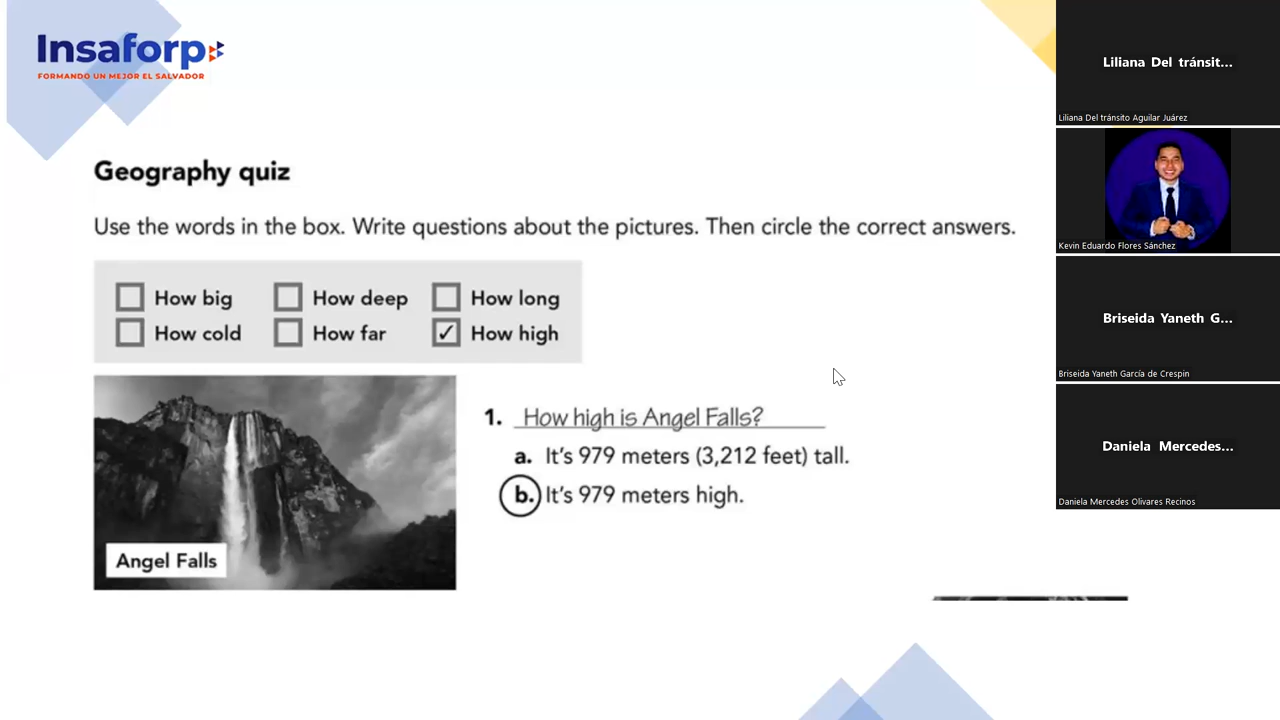 Insaforp
FORMANDO UN MEJOR EL SALVADOR
Geography quiz
Use the words in the box. Write questions about the pictures. Then circle the correct answers.
How big
How deep
How long
How cold
How far
✓ How high
Angel Falls
1. How high is Angel Falls?
a. It's 979 meters (3,212 feet) tall.
b. It's 979 meters high.
Liliana Del tránsit...
Liliana Del tránsito Aguilar Juárez
Kevin Eduardo Flores Sánchez
Briseida Yaneth G...
Briseida Yaneth García de Crespin
Daniela Mercedes...
Daniela Mercedes Olivares Recinos